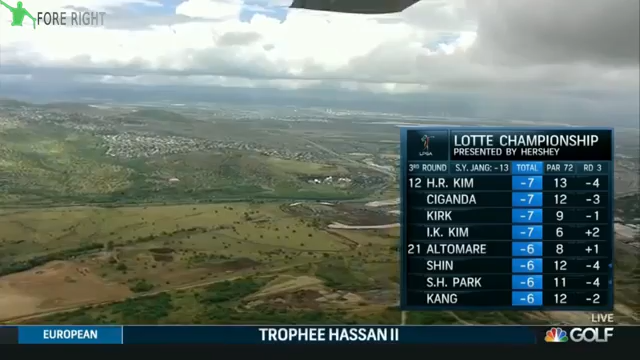 FORE RIGHT
LPGA
LOTTE CHAMPIONSHIP
PRESENTED BY HERSHEY
3RD ROUND S.Y. JANG: -13 TOTAL PAR 72 RD 3
12 H.R. KIM -7 13 -4
CIGANDA -7 12 -3
KIRK -7 9 -1
I.K. KIM -7 6 +2
21 ALTOMARE -6 8 +1
SHIN -6 12 -4
S.H. PARK -6 11 -4
KANG -6 12 -2
LIVE
EUROPEAN TROPHEE HASSAN II GOLF